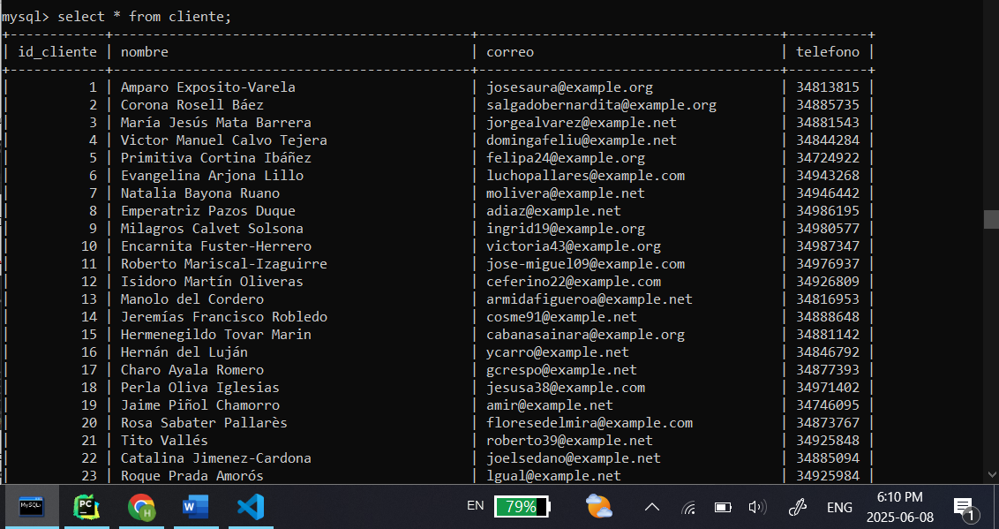 mysql> select * from cliente;
+------------+----------------------------------------------+---------------------------------------+----------+
| id_cliente | nombre | correo | telefono |
+------------+----------------------------------------------+---------------------------------------+----------+
| 1 | Amparo Exposito-Varela | josesaura@example.org | 34813815 |
| 2 | Corona Rosell Báez | salgadobernardita@example.org | 34885735 |
| 3 | María Jesús Mata Barrera | jorgealvarez@example.net | 34881543 |
| 4 | Victor Manuel Calvo Tejera | domingafeliu@example.net | 34844284 |
| 5 | Primitiva Cortina Ibáñez | felipa24@example.org | 34724922 |
| 6 | Evangelina Arjona Lillo | luchopallares@example.com | 34943268 |
| 7 | Natalia Bayona Ruano | molivera@example.net | 34946442 |
| 8 | Emperatriz Pazos Duque | adiaz@example.net | 34986195 |
| 9 | Milagros Calvet Solsona | ingrid19@example.org | 34980577 |
| 10 | Encarnita Fuster-Herrero | victoria43@example.org | 34987347 |
| 11 | Roberto Mariscal-Izaguirre | jose-miguel09@example.com | 34976937 |
| 12 | Isidoro Martín Oliveras | ceferino22@example.com | 34926809 |
| 13 | Manolo del Cordero | armidafigueroa@example.net | 34816953 |
| 14 | Jeremías Francisco Robledo | cosme91@example.net | 34888648 |
| 15 | Hermenegildo Tovar Marin | cabanasainara@example.org | 34881142 |
| 16 | Hernán del Luján | ycarro@example.net | 34846792 |
| 17 | Charo Ayala Romero | gcrespo@example.net | 34877393 |
| 18 | Perla Oliva Iglesias | jesusa38@example.com | 34971402 |
| 19 | Jaime Piñol Chamorro | amir@example.net | 34746095 |
| 20 | Rosa Sabater Pallarès | floresedelmira@example.com | 34873767 |
| 21 | Tito Vallés | roberto39@example.net | 34925848 |
| 22 | Catalina Jimenez-Cardona | joelsedano@example.net | 34885094 |
| 23 | Roque Prada Amorós | lgual@example.net | 34925984 |
MySQL PC H W EN 79% ENG 6:10 PM
2025-06-08 1